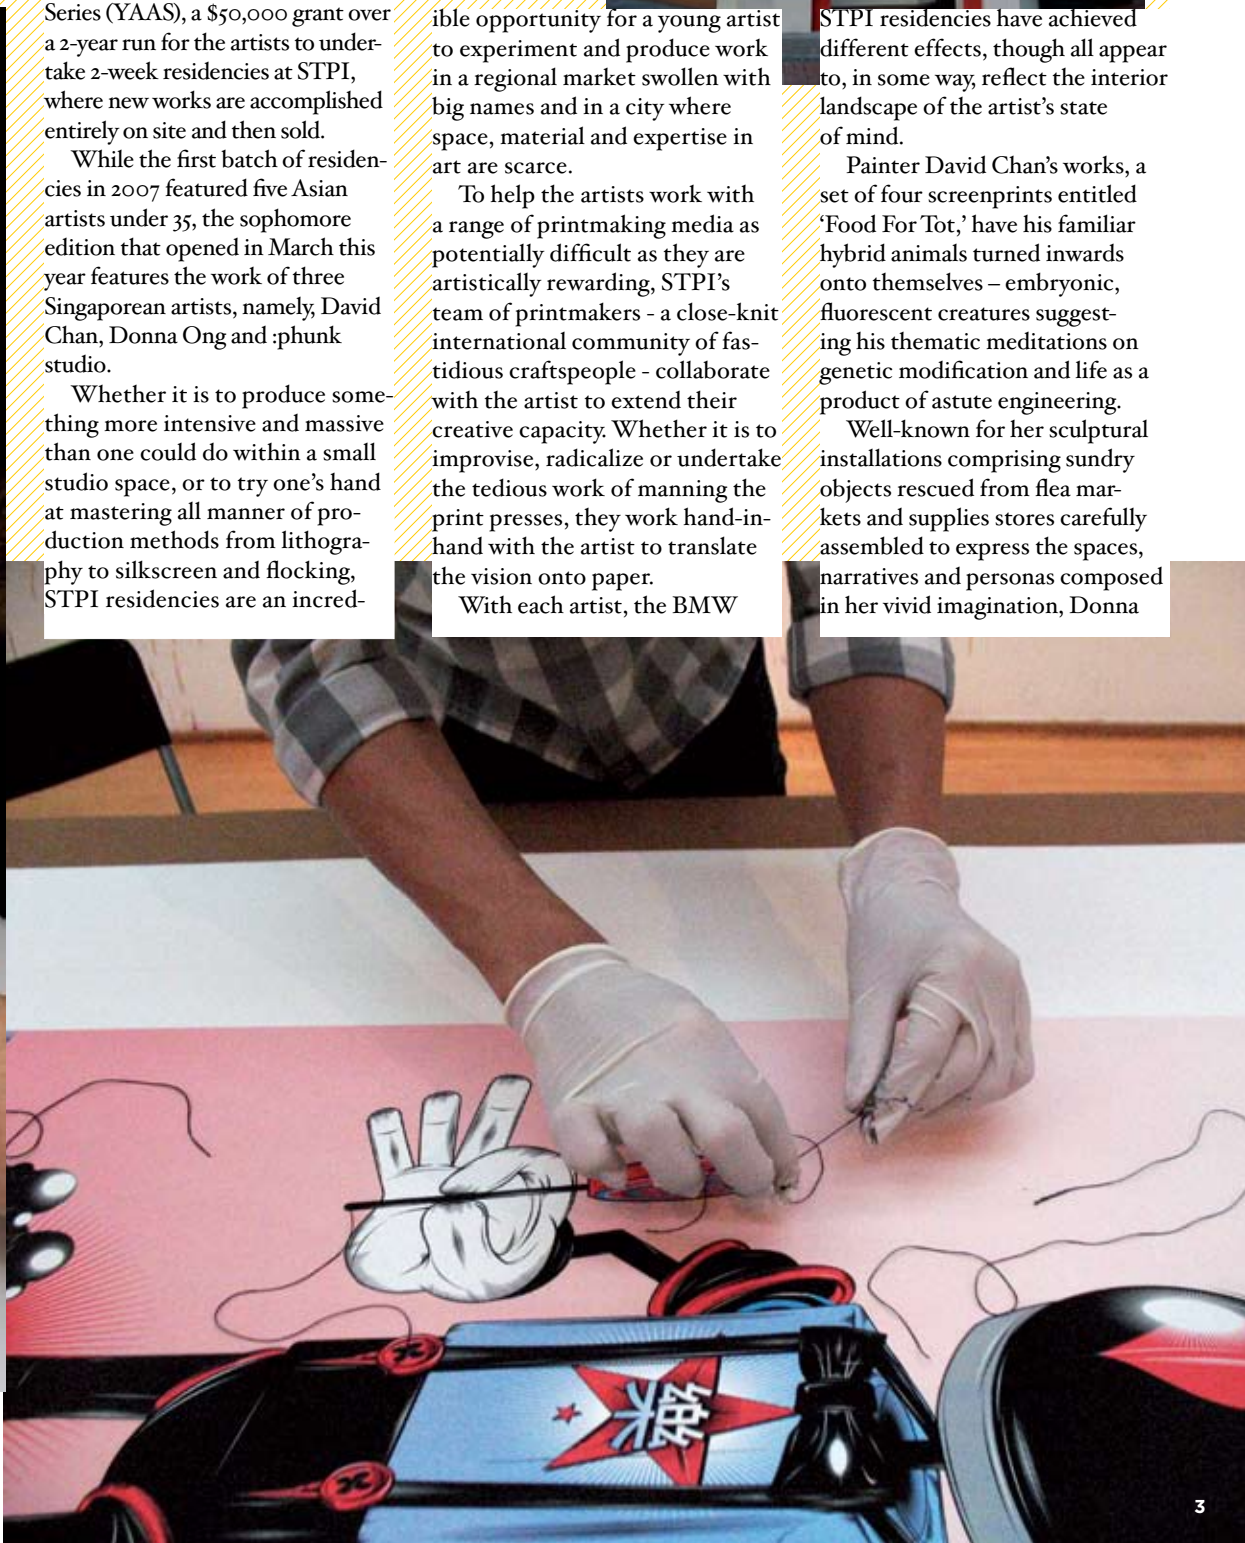 Series (YAAS), a $50,000 grant over
a 2-year run for the artists to under-
take 2-week residencies at STPI,
where new works are accomplished
entirely on site and then sold.
While the first batch of residen-
cies in 2007 featured five Asian
artists under 35, the sophomore
edition that opened in March this
year features the work of three
Singaporean artists, namely, David
Chan, Donna Ong and :phunk
studio.
Whether it is to produce some-
thing more intensive and massive
than one could do within a small
studio space, or to try one's hand
at mastering all manner of pro-
duction methods from lithogra-
phy to silkscreen and flocking,
STPI residencies are an incred-
ible opportunity for a young artist
to experiment and produce work
in a regional market swollen with
big names and in a city where
space, material and expertise in
art are scarce.
To help the artists work with
a range of printmaking media as
potentially difficult as they are
artistically rewarding, STPI's
team of printmakers - a close-knit
international community of fas-
tidious craftspeople - collaborate
with the artist to extend their
creative capacity. Whether it is to
improvise, radicalize or undertake
the tedious work of manning the
print presses, they work hand-in-
hand with the artist to translate
the vision onto paper.
With each artist, the BMW
STPI residencies have achieved
different effects, though all appear
to, in some way, reflect the interior
landscape of the artist's state
of mind.
Painter David Chan's works, a
set of four screenprints entitled
'Food For Tot,' have his familiar
hybrid animals turned inwards
onto themselves – embryonic,
fluorescent creatures suggest-
ing his thematic meditations on
genetic modification and life as a
product of astute engineering.
Well-known for her sculptural
installations comprising sundry
objects rescued from flea mar-
kets and supplies stores carefully
assembled to express the spaces,
narratives and personas composed
in her vivid imagination, Donna
3